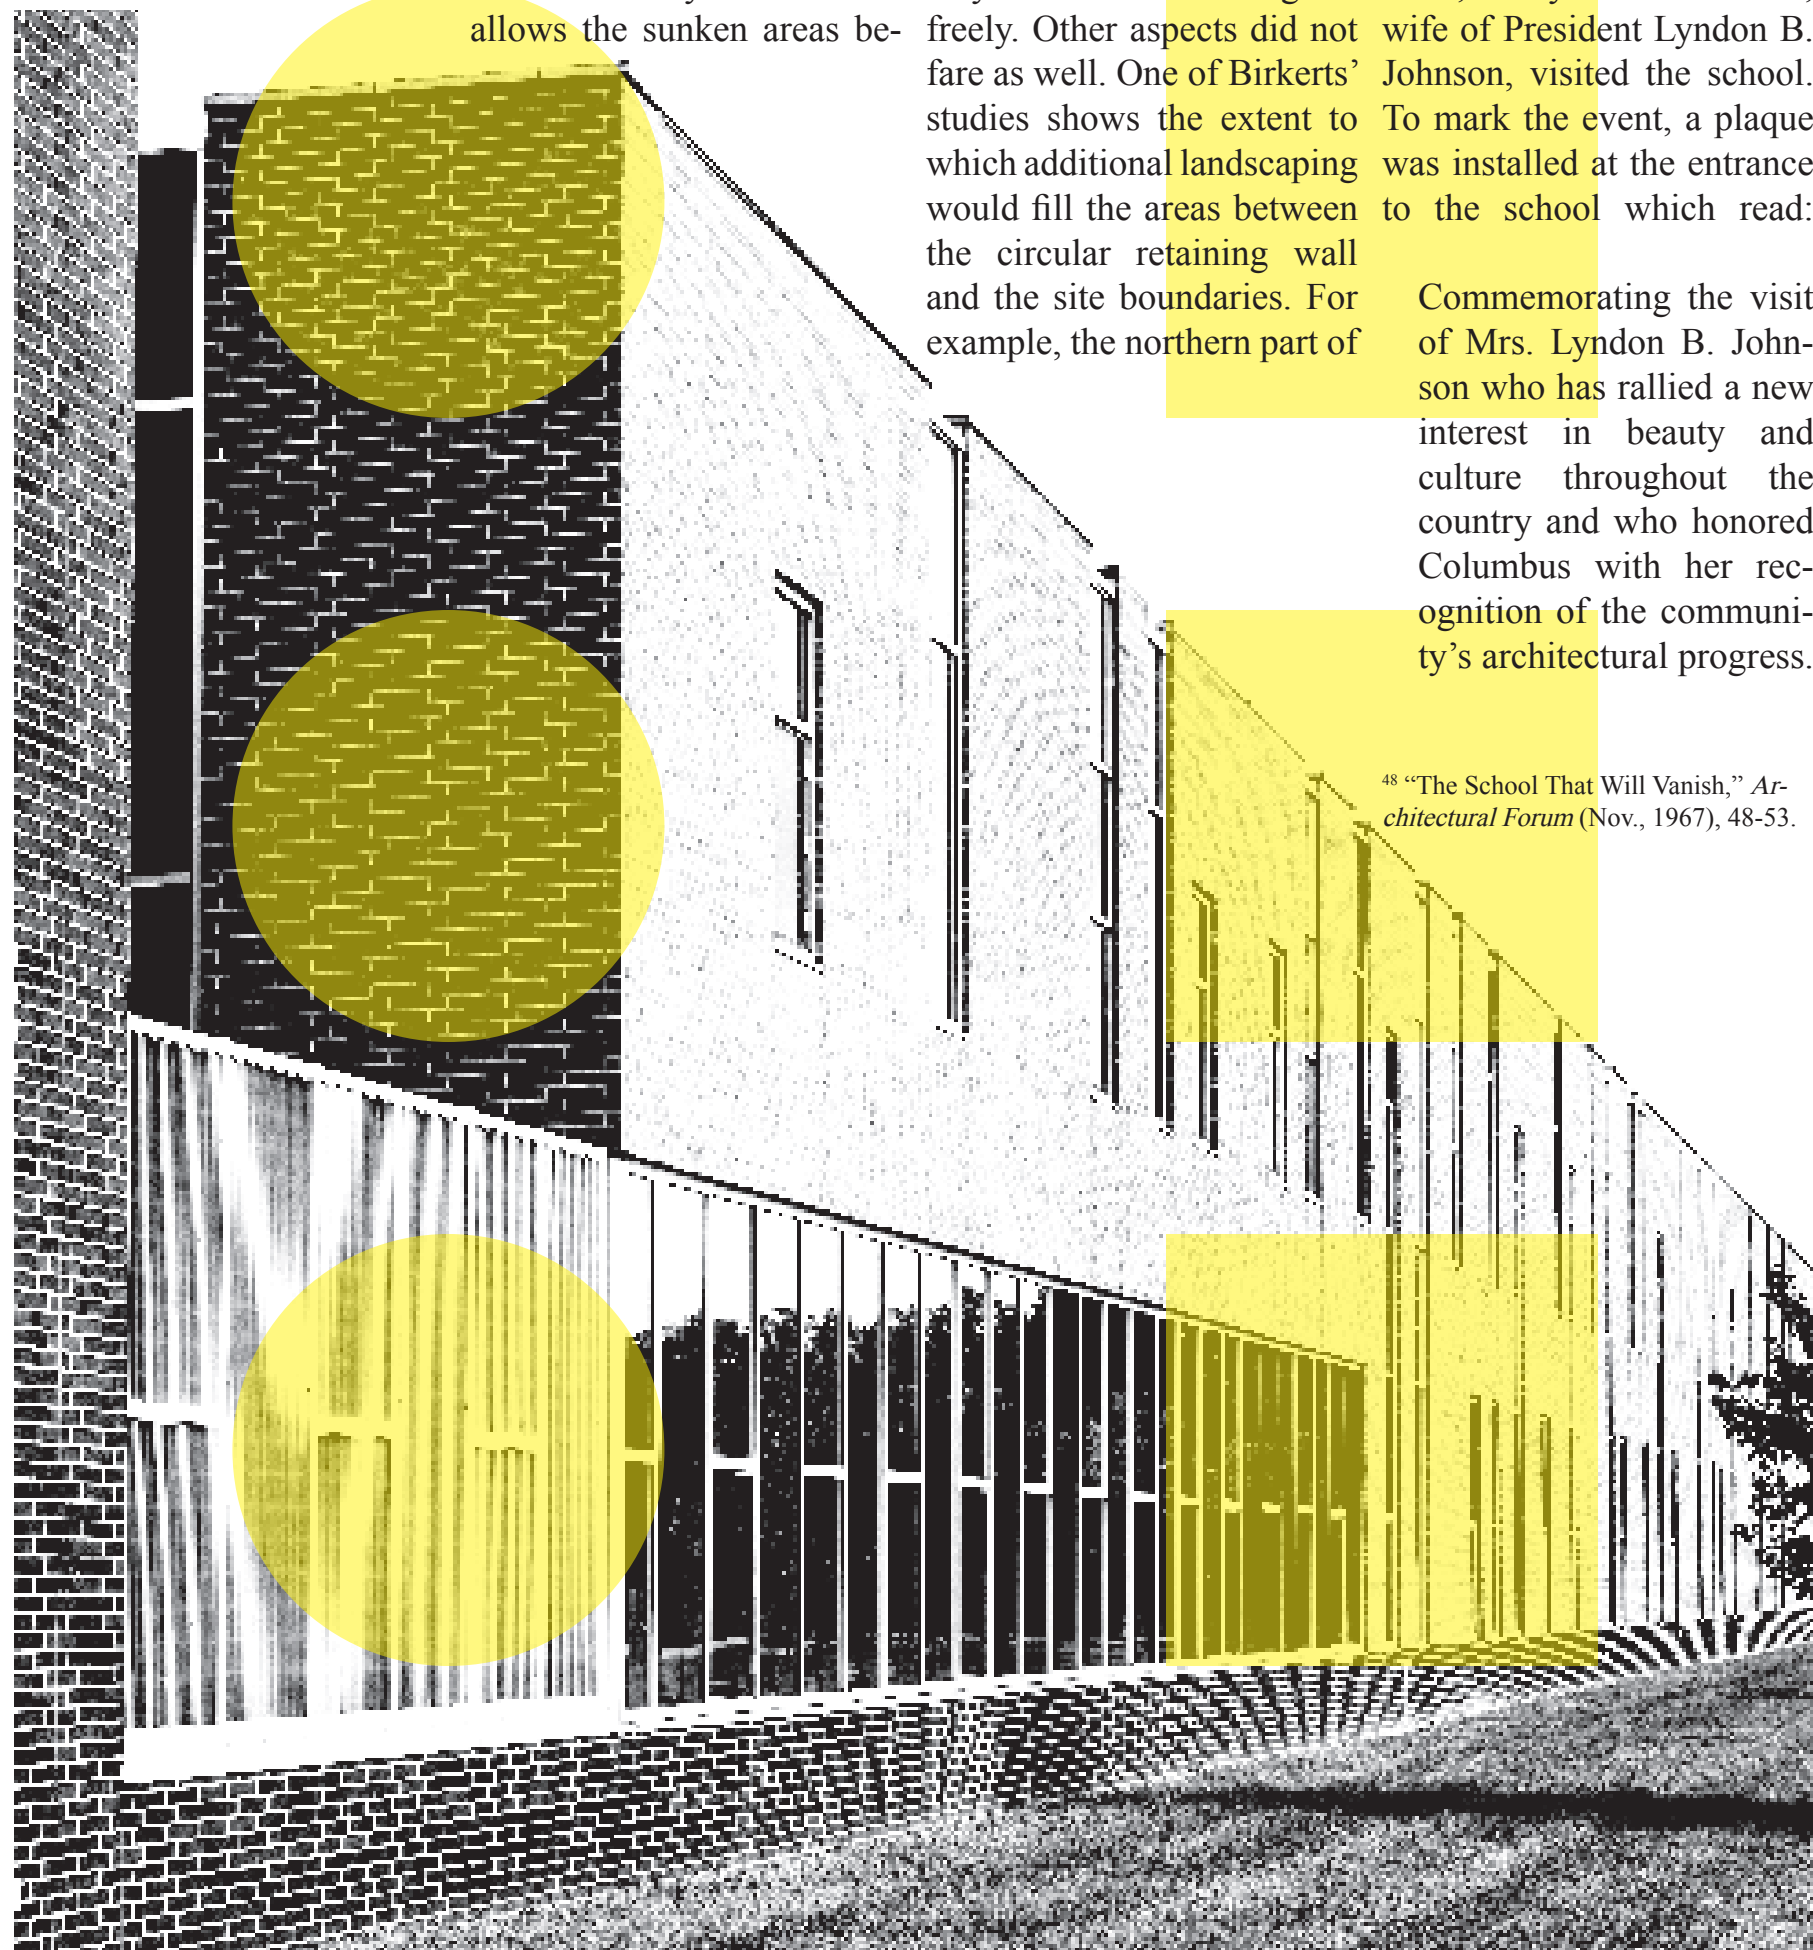 allows the sunken areas be-
freely. Other aspects did not
fare as well. One of Birkerts’
studies shows the extent to
which additional landscaping
would fill the areas between
the circular retaining wall
and the site boundaries. For
example, the northern part of
wife of President Lyndon B.
Johnson, visited the school.
To mark the event, a plaque
was installed at the entrance
to the school which read:
Commemorating the visit
of Mrs. Lyndon B. John-
son who has rallied a new
interest in beauty and
culture throughout the
country and who honored
Columbus with her rec-
ognition of the communi-
ty’s architectural progress.
48 “The School That Will Vanish,” Ar-
chitectural Forum (Nov., 1967), 48-53.